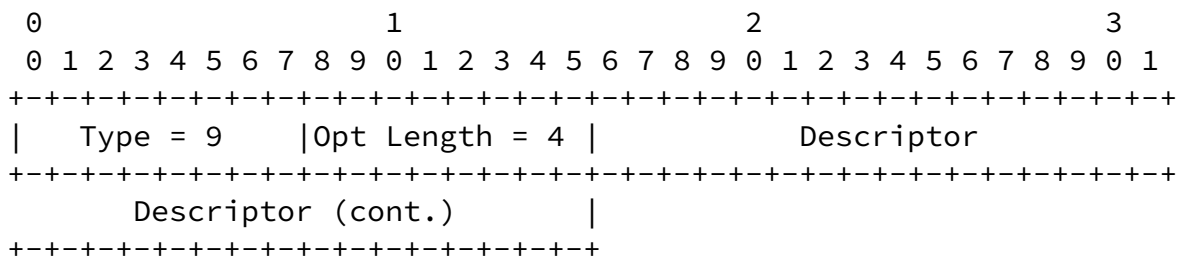 0                   1                   2                   3
 0 1 2 3 4 5 6 7 8 9 0 1 2 3 4 5 6 7 8 9 0 1 2 3 4 5 6 7 8 9 0 1
+-+-+-+-+-+-+-+-+-+-+-+-+-+-+-+-+-+-+-+-+-+-+-+-+-+-+-+-+-+-+-+-+
|   Type = 9    |Opt Length = 4 |           Descriptor
+-+-+-+-+-+-+-+-+-+-+-+-+-+-+-+-+-+-+-+-+-+-+-+-+-+-+-+-+-+-+-+-+
       Descriptor (cont.)       |
+-+-+-+-+-+-+-+-+-+-+-+-+-+-+-+-+